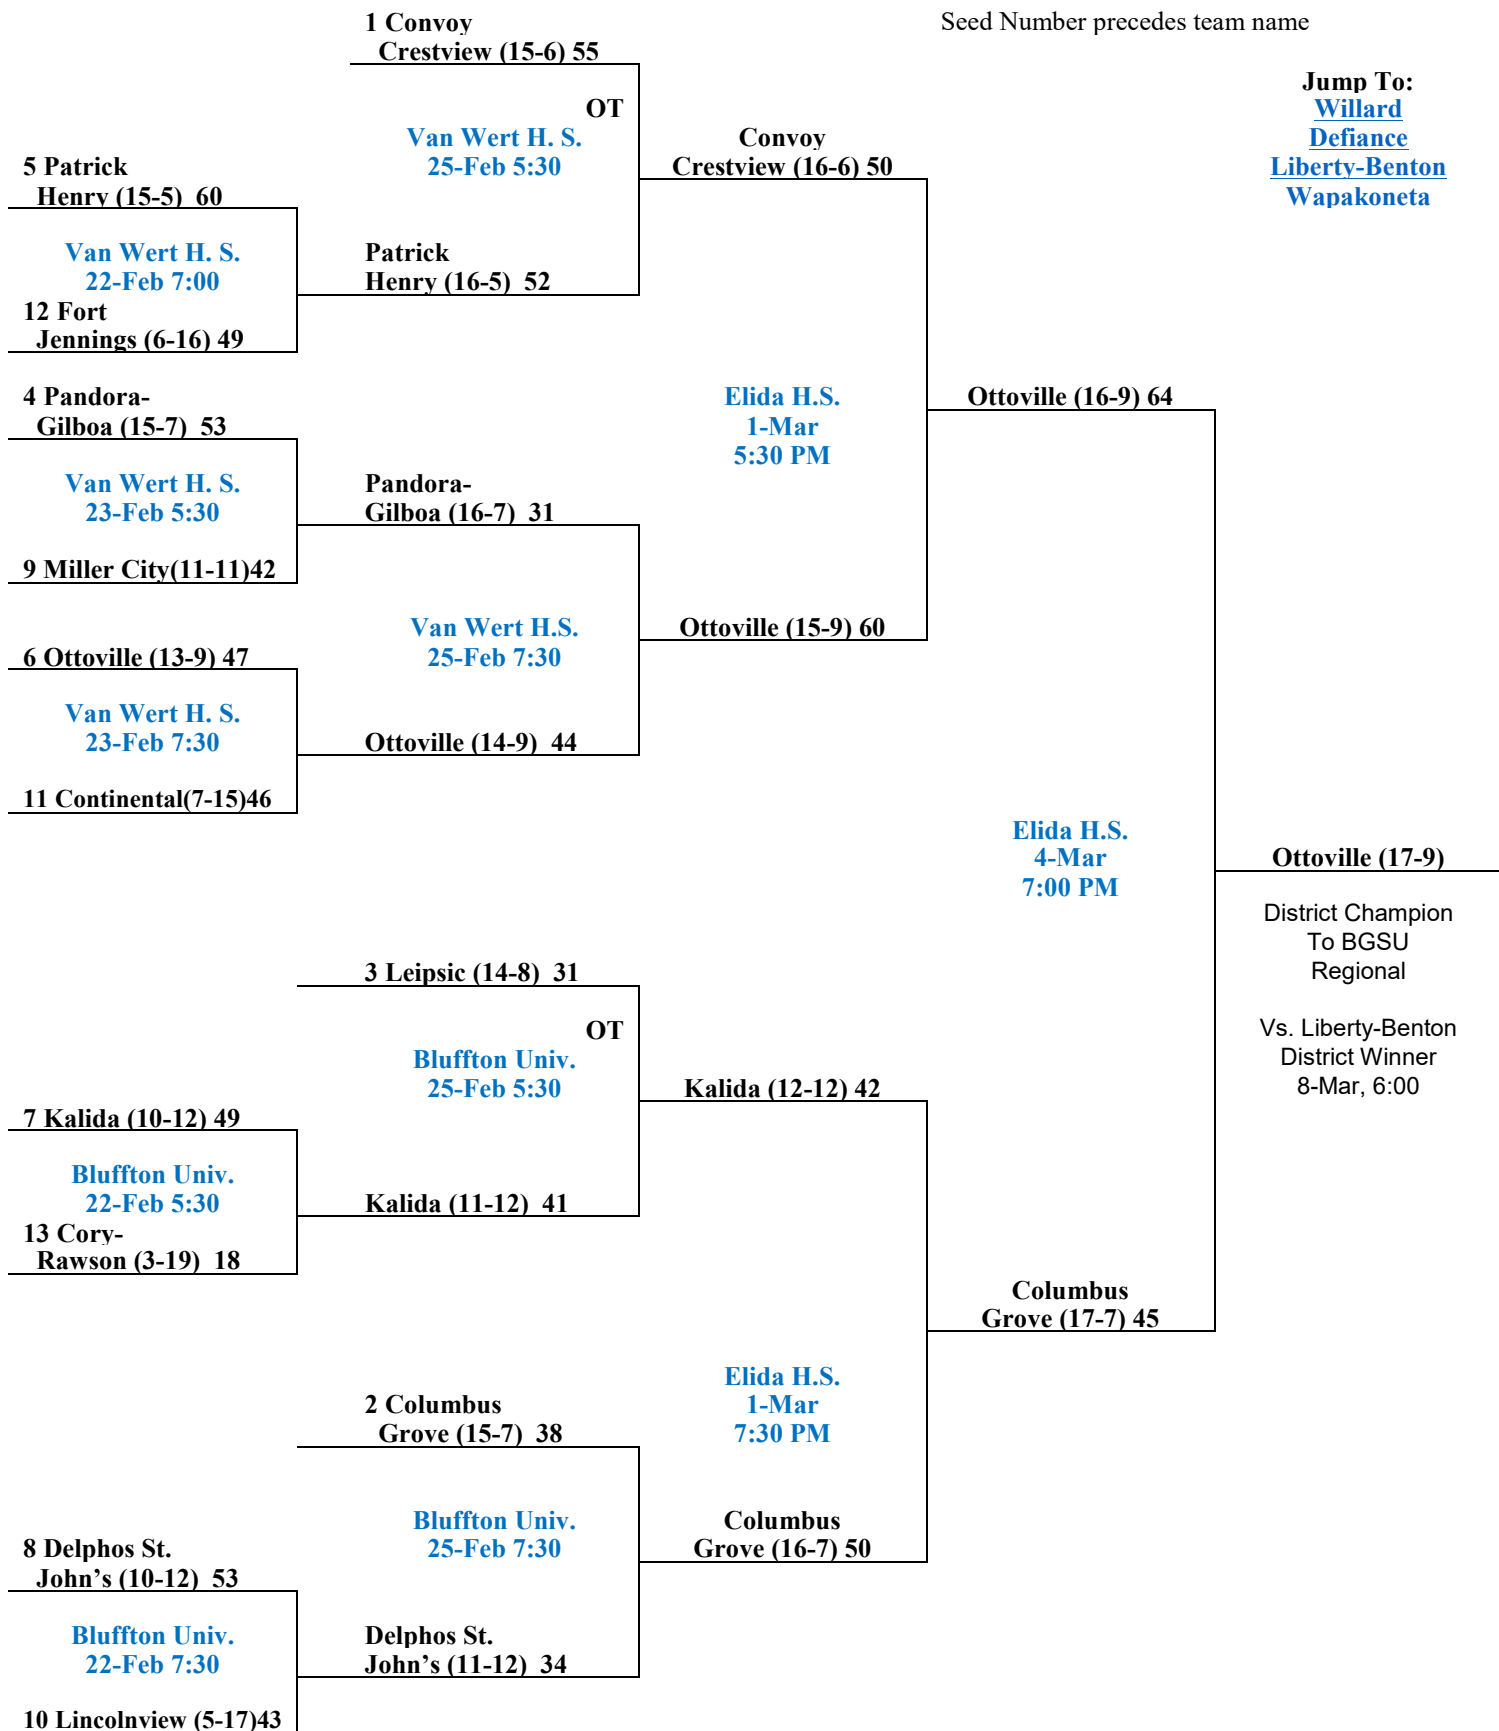 1 Convoy
Crestview (15-6) 55
Seed Number precedes team name
Jump To:
Willard
Defiance
Liberty-Benton
Wapakoneta
OT
Van Wert H. S.
25-Feb 5:30
Convoy
Crestview (16-6) 50
5 Patrick
Henry (15-5) 60
Van Wert H. S.
22-Feb 7:00
Patrick
Henry (16-5) 52
12 Fort
Jennings (6-16) 49
4 Pandora-
Gilboa (15-7) 53
Elida H.S.
1-Mar
5:30 PM
Ottoville (16-9) 64
Van Wert H. S.
23-Feb 5:30
Pandora-
Gilboa (16-7) 31
9 Miller City(11-11)42
Van Wert H.S.
25-Feb 7:30
Ottoville (15-9) 60
6 Ottoville (13-9) 47
Van Wert H. S.
23-Feb 7:30
Ottoville (14-9) 44
11 Continental(7-15)46
Elida H.S.
4-Mar
7:00 PM
Ottoville (17-9)
District Champion
To BGSU
Regional
Vs. Liberty-Benton
District Winner
8-Mar, 6:00
3 Leipsic (14-8) 31
OT
Bluffton Univ.
25-Feb 5:30
Kalida (12-12) 42
7 Kalida (10-12) 49
Bluffton Univ.
22-Feb 5:30
Kalida (11-12) 41
13 Cory-
Rawson (3-19) 18
Columbus
Grove (17-7) 45
Elida H.S.
1-Mar
7:30 PM
2 Columbus
Grove (15-7) 38
Bluffton Univ.
25-Feb 7:30
Columbus
Grove (16-7) 50
8 Delphos St.
John’s (10-12) 53
Bluffton Univ.
22-Feb 7:30
Delphos St.
John’s (11-12) 34
10 Lincolnview (5-17)43